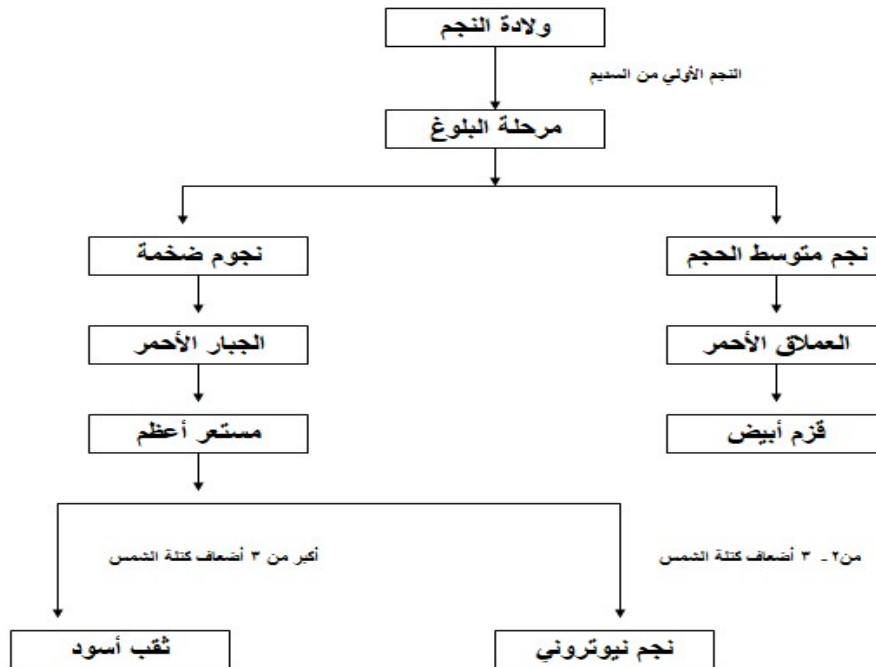 ولادة النجم
النجم الأولي من السديم
مرحلة البلوغ
نجم متوسط الحجم
نجوم ضخمة
العملاق الأحمر
الجبار الأحمر
قزم أبيض
مستعر أعظم
من٢ - ٣ أضعاف كتلة الشمس
أكبر من ٣ أضعاف كتلة الشمس
نجم نيوتروني
ثقب أسود